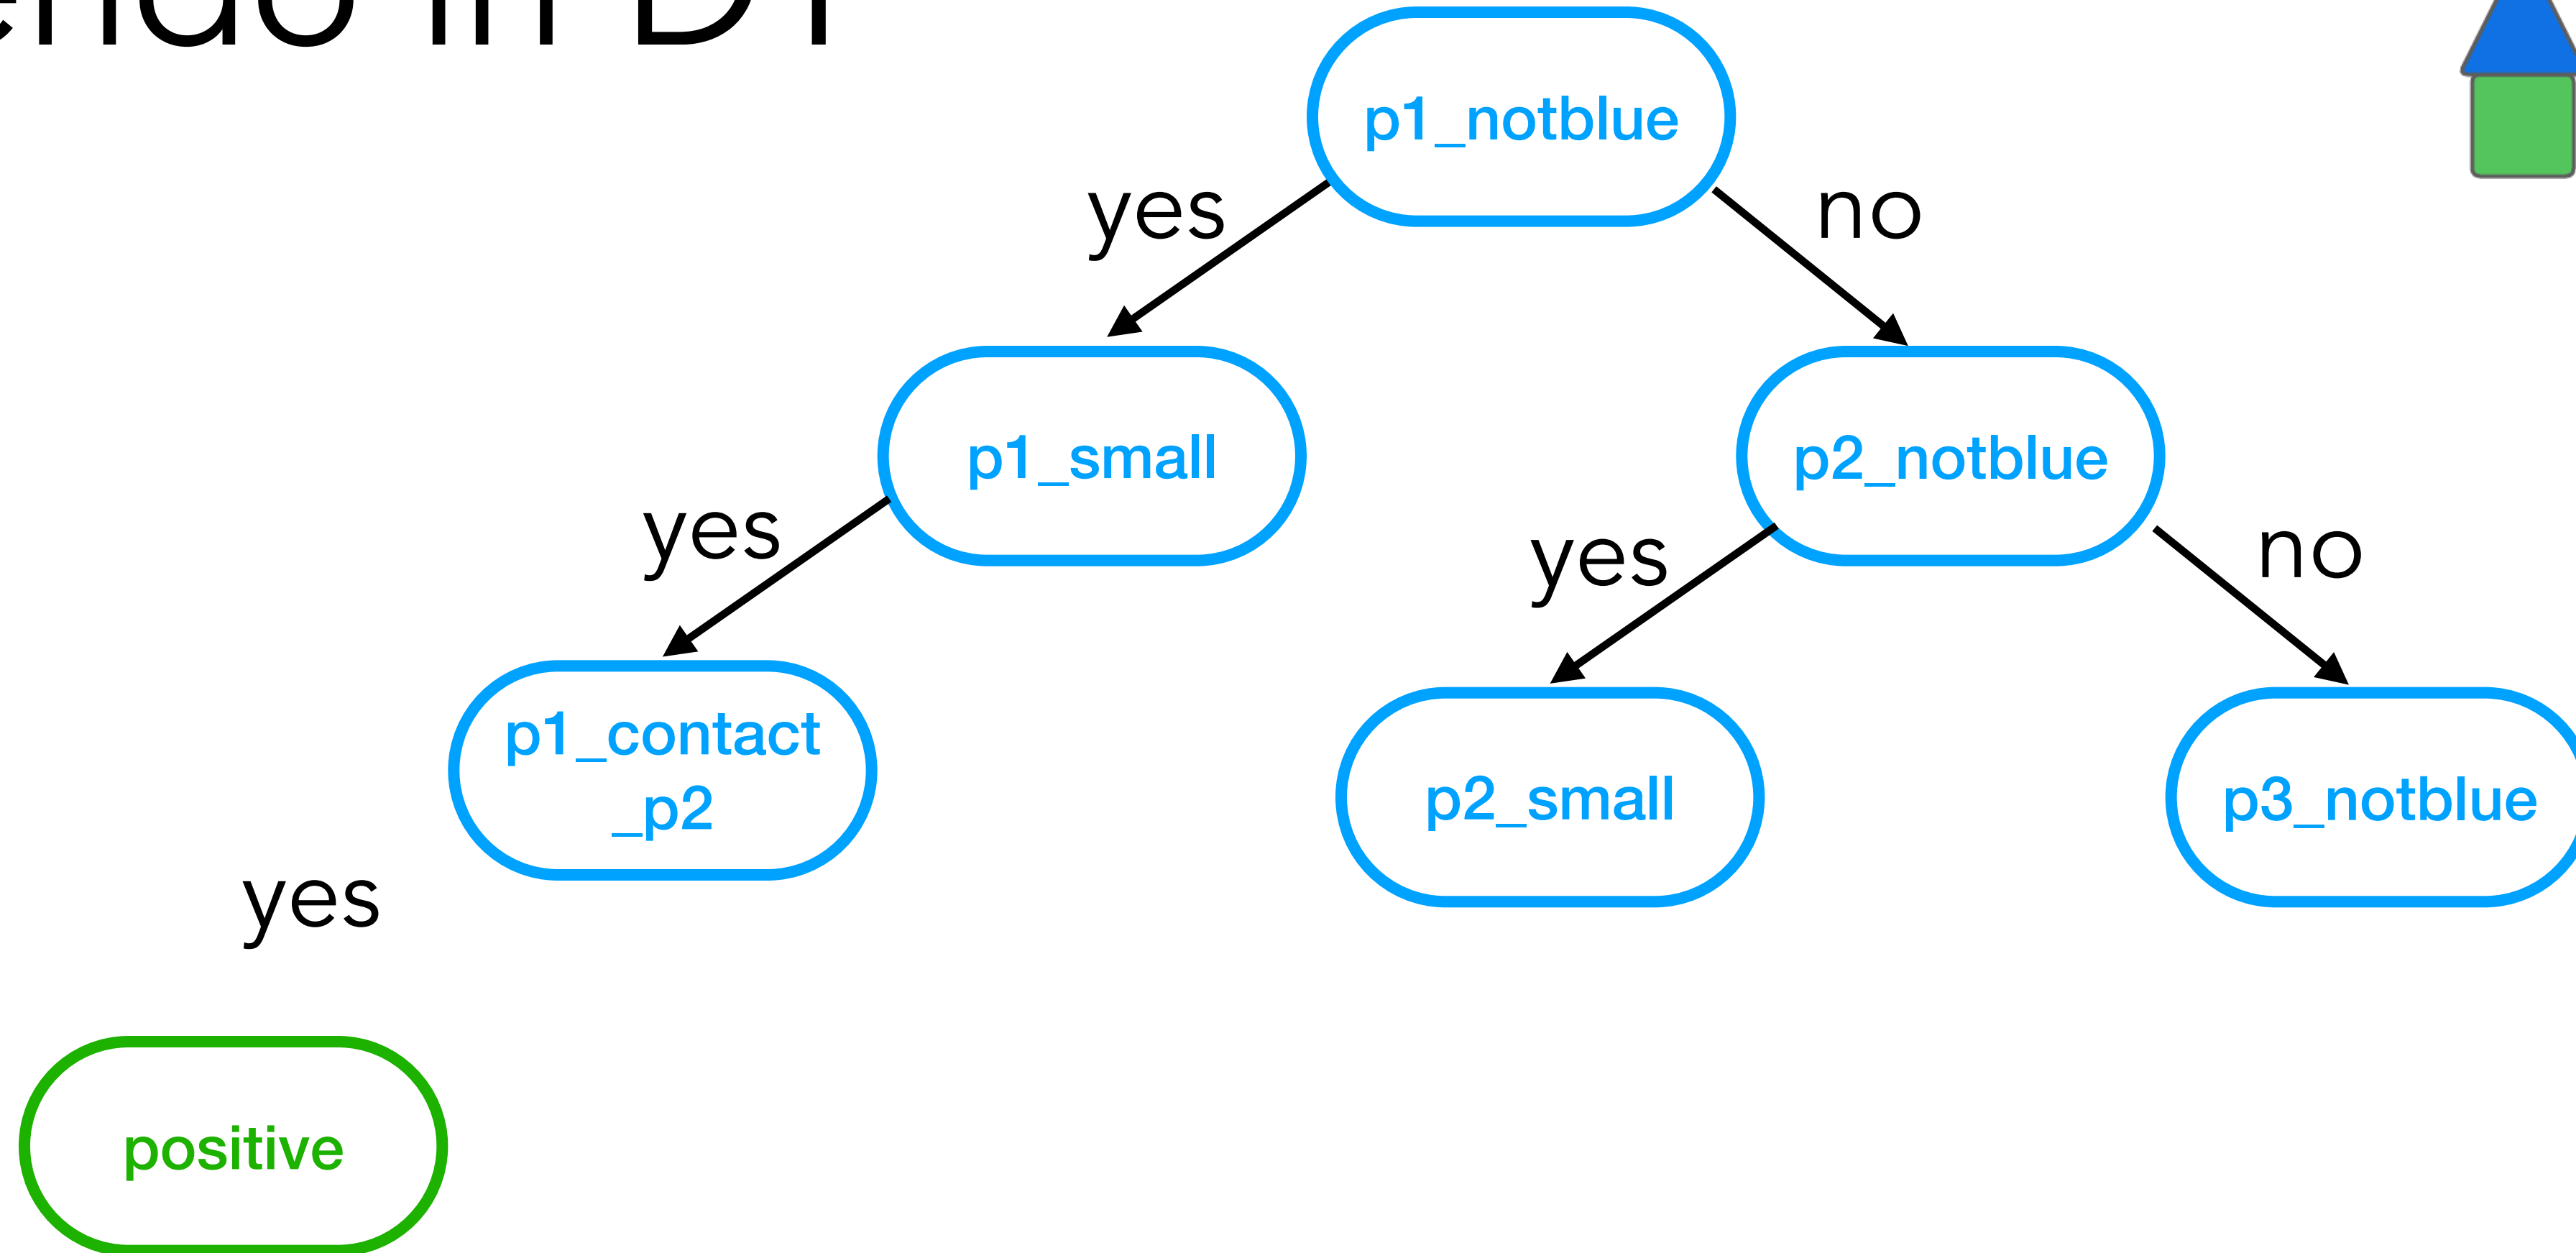 p1_notblue
yes
no
p1_small
p2_notblue
yes
yes
no
p1_contact
_p2
p2_small
p3_notblue
yes
positive